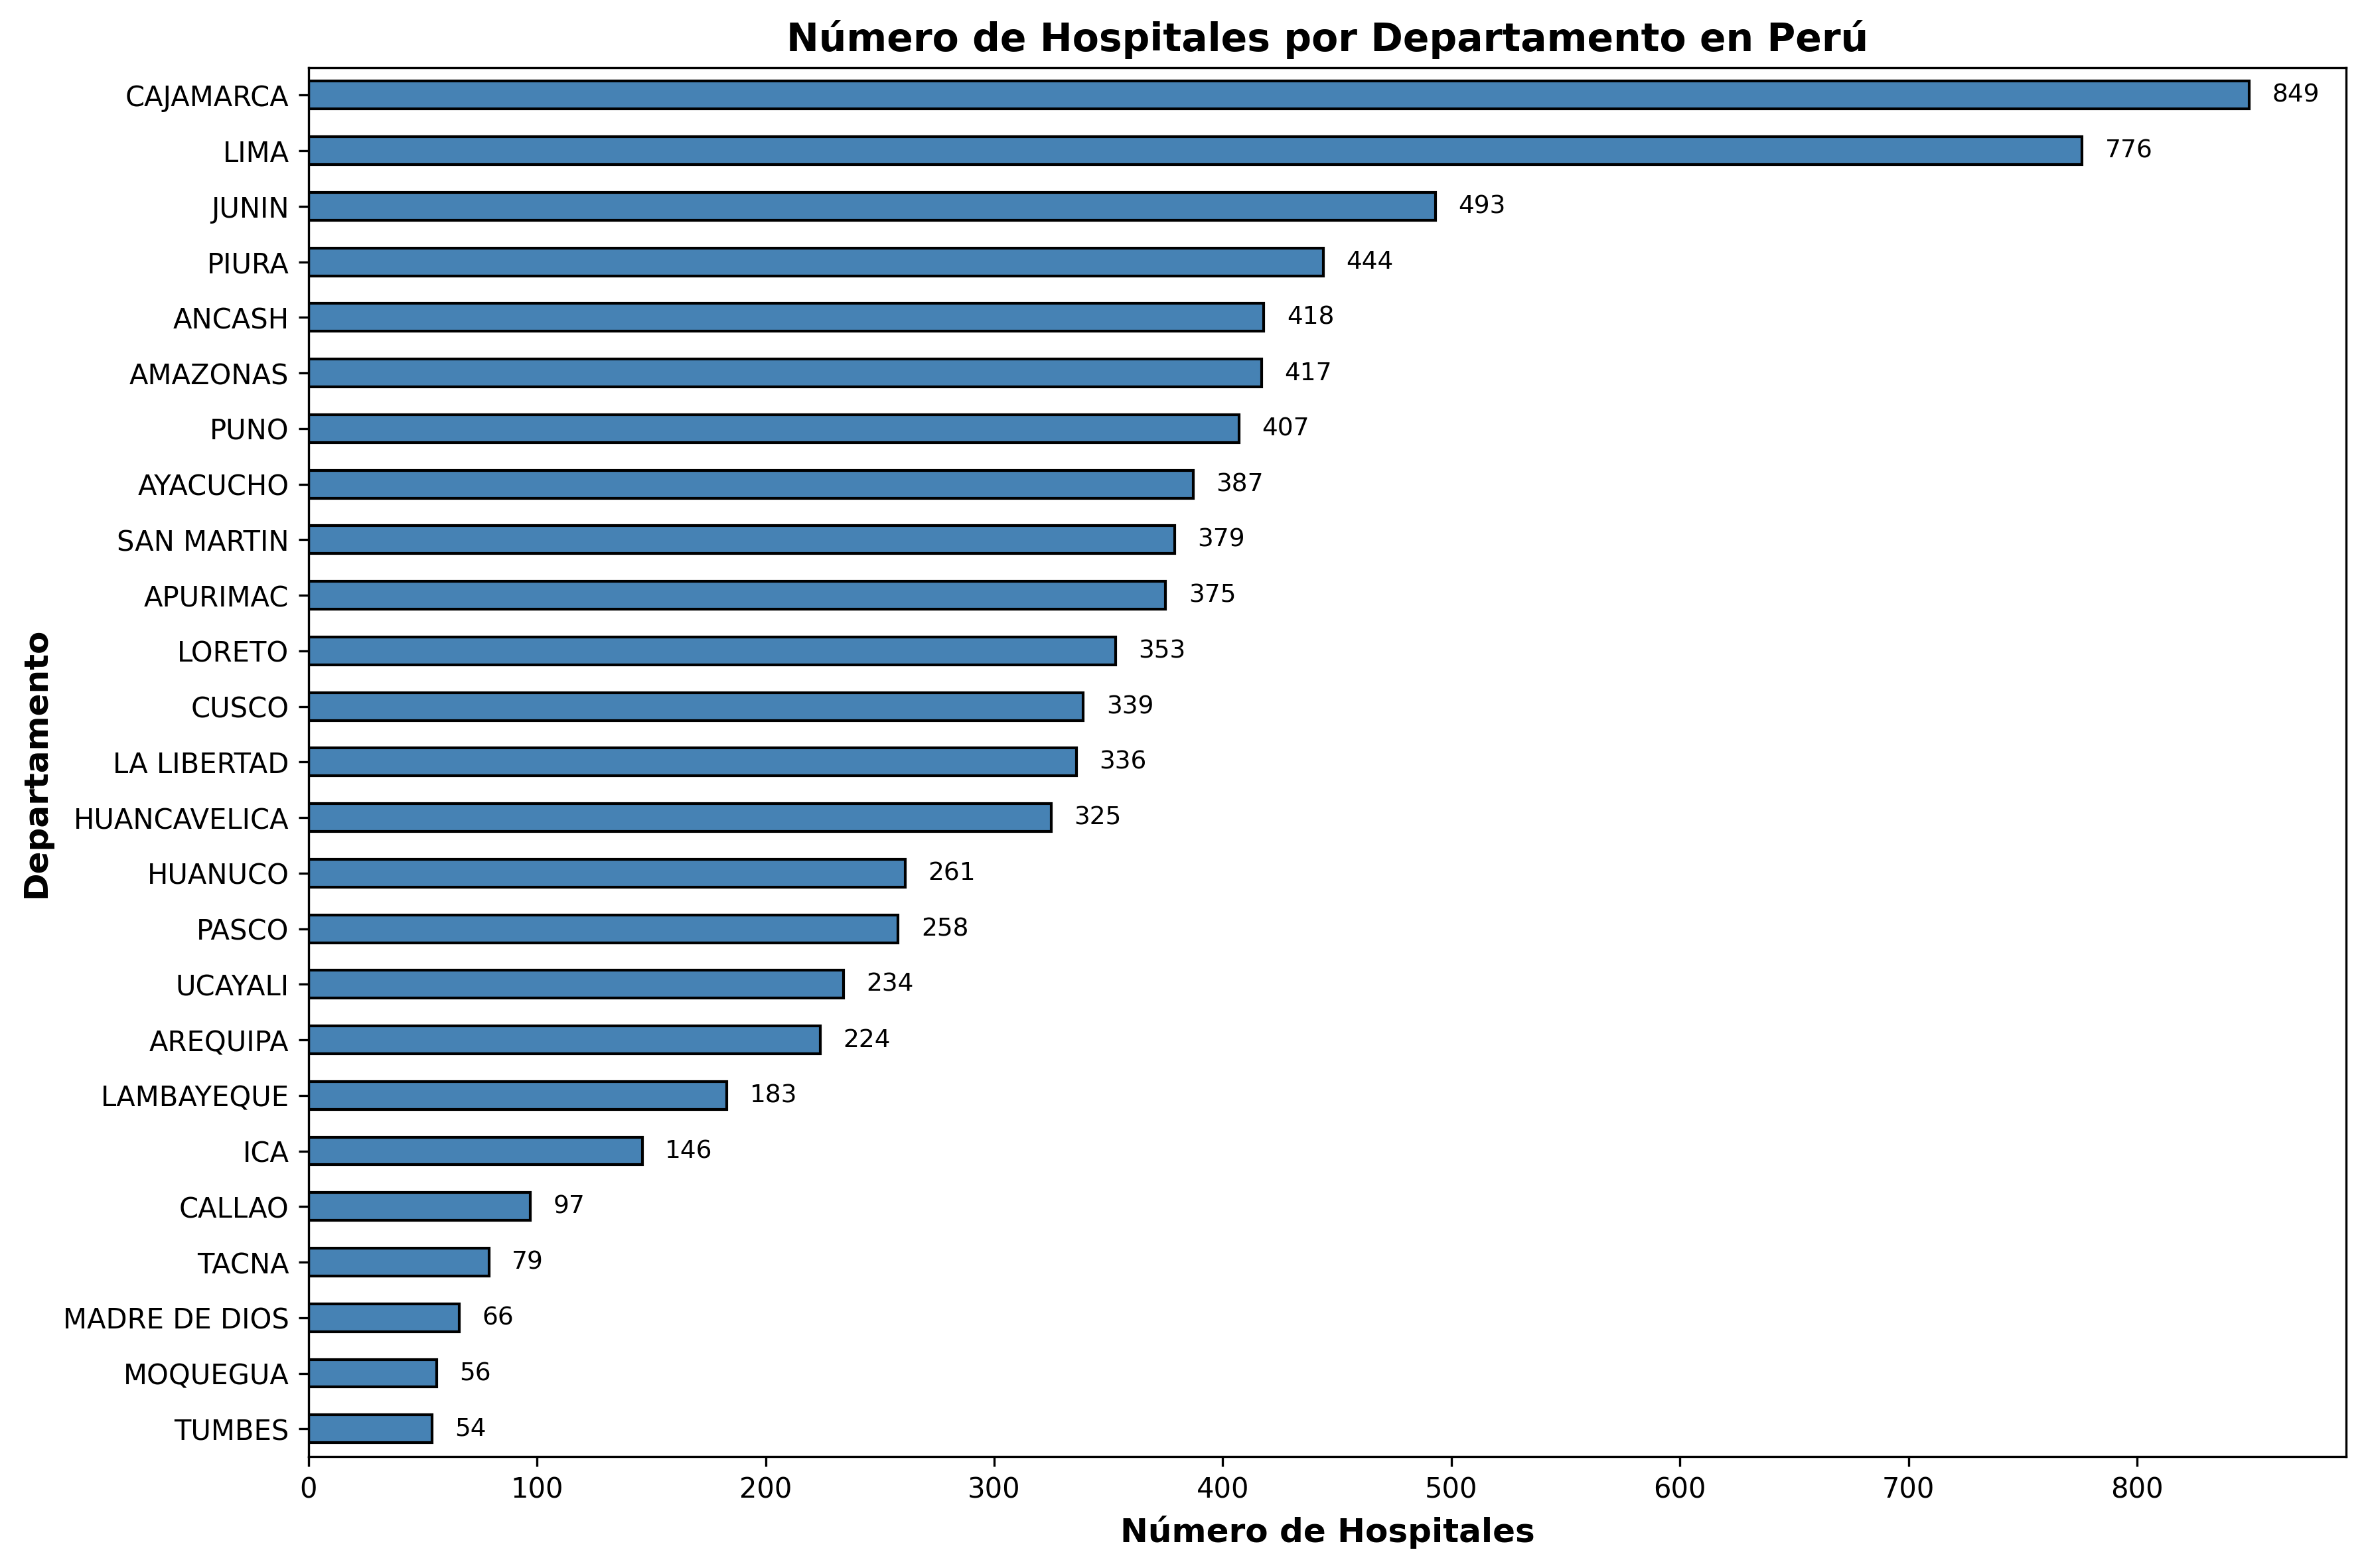 Número de Hospitales por Departamento en Perú
CAJAMARCA 849
LIMA 776
JUNIN 493
PIURA 444
ANCASH 418
AMAZONAS 417
PUNO 407
AYACUCHO 387
SAN MARTIN 379
APURIMAC 375
LORETO 353
CUSCO 339
LA LIBERTAD 336
HUANCAVELICA 325
HUANUCO 261
PASCO 258
UCAYALI 234
AREQUIPA 224
LAMBAYEQUE 183
ICA 146
CALLAO 97
TACNA 79
MADRE DE DIOS 66
MOQUEGUA 56
TUMBES 54
Departamento
0 100 200 300 400 500 600 700 800
Número de Hospitales